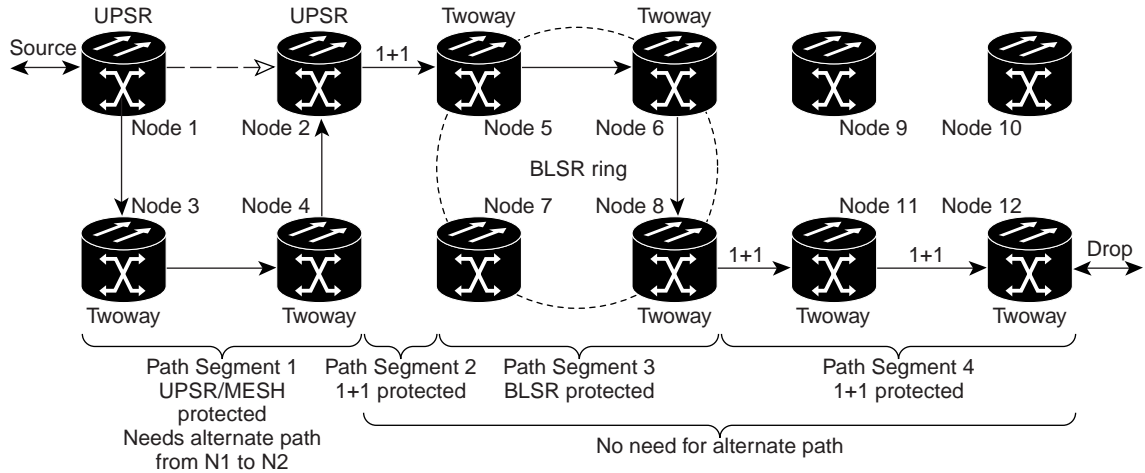 UPSR
UPSR
Twoway
Twoway
Source
1+1
Node 1
Node 2
Node 5
Node 6
Node 9
Node 10
BLSR ring
Node 3
Node 4
Node 7
Node 8
Node 11
Node 12
1+1
1+1
Drop
Twoway
Twoway
Twoway
Twoway
Twoway
Path Segment 1
UPSR/MESH
protected
Needs alternate path
from N1 to N2
Path Segment 2
1+1 protected
Path Segment 3
BLSR protected
Path Segment 4
1+1 protected
No need for alternate path